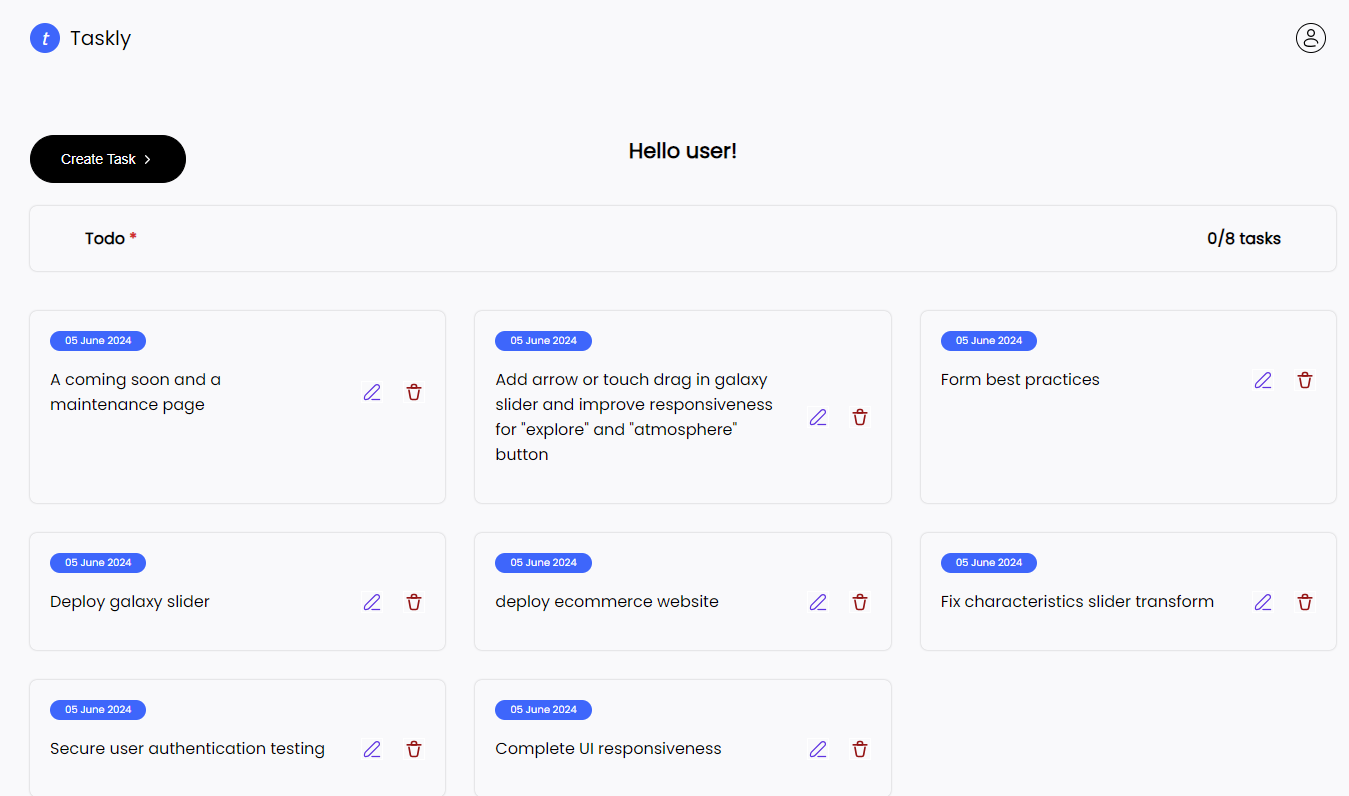 t Taskly
Create Task >
Hello user!
Todo *
0/8 tasks
05 June 2024
A coming soon and a
maintenance page
05 June 2024
Add arrow or touch drag in galaxy
slider and improve responsiveness
for "explore" and "atmosphere"
button
05 June 2024
Form best practices
05 June 2024
Deploy galaxy slider
05 June 2024
deploy ecommerce website
05 June 2024
Fix characteristics slider transform
05 June 2024
Secure user authentication testing
05 June 2024
Complete UI responsiveness